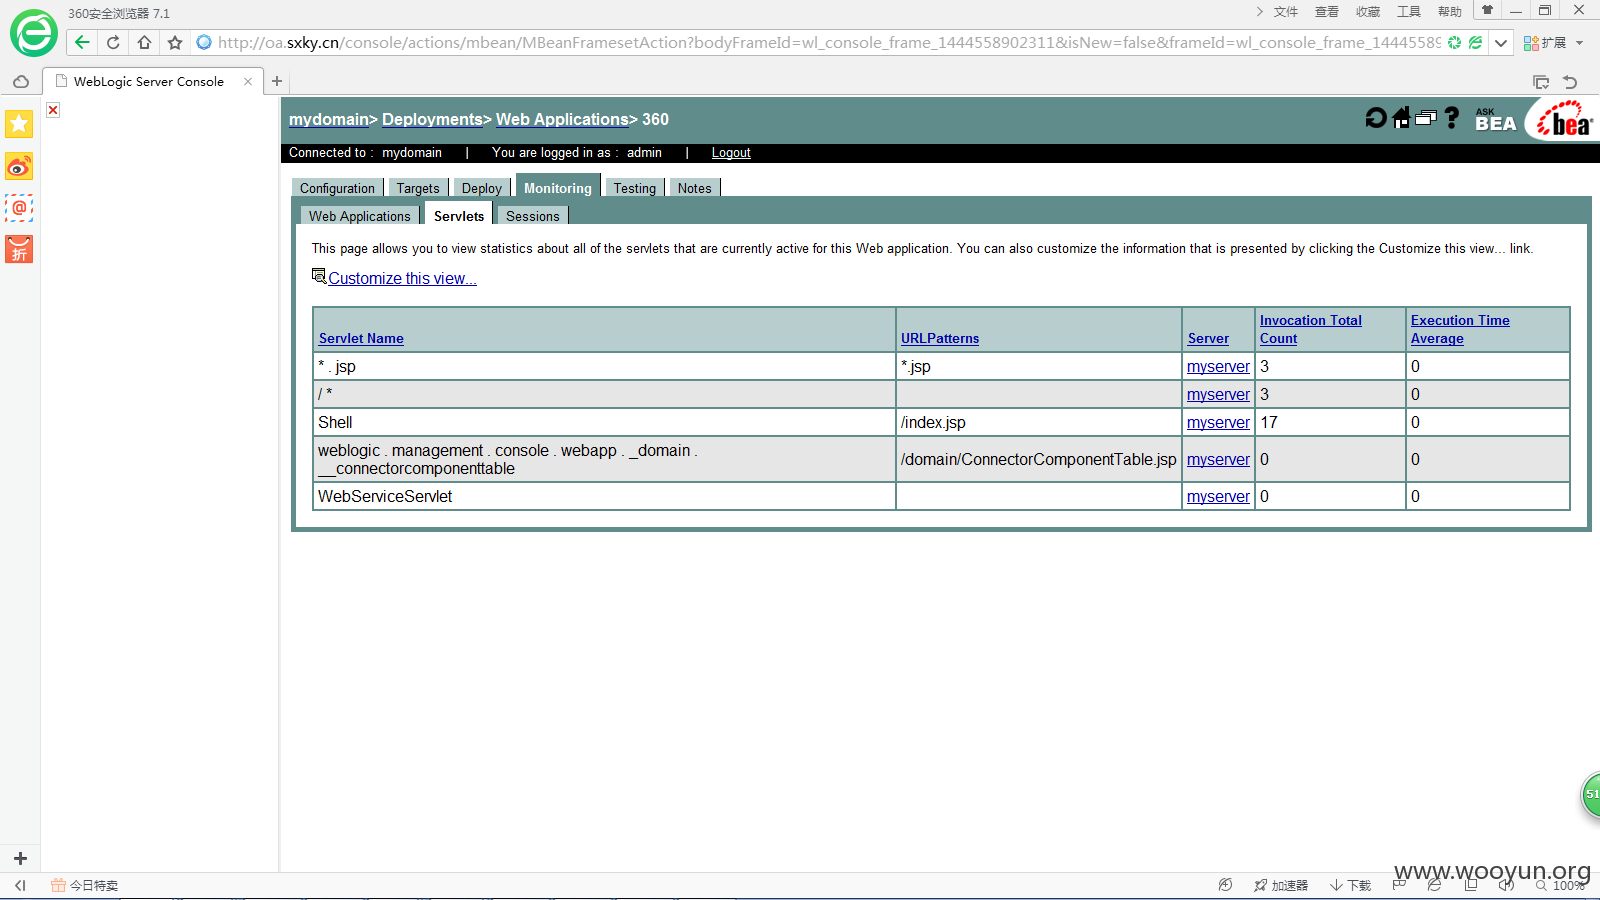 360安全浏览器 7.1
文件 查看 收藏 工具 帮助
http://oa.sxky.cn/console/actions/mbean/MBeanFramesetAction?bodyFrameId=wl_console_frame_1444558902311&isNew=false&frameId=wl_console_frame_14445589
扩展
WebLogic Server Console
mydomain> Deployments> Web Applications> 360
ASK BEA
bea
Connected to : mydomain | You are logged in as : admin | Logout
Configuration Targets Deploy Monitoring Testing Notes
Web Applications Servlets Sessions
This page allows you to view statistics about all of the servlets that are currently active for this Web application. You can also customize the information that is presented by clicking the Customize this view... link.
Customize this view...
Servlet Name URLPatterns Server Invocation Total Count Execution Time Average
* . jsp *.jsp myserver 3 0
/ * myserver 3 0
Shell /index.jsp myserver 17 0
weblogic . management . console . webapp . _domain .
__connectorcomponenttable /domain/ConnectorComponentTable.jsp myserver 0 0
WebServiceServlet myserver 0 0
折
51
www.wooyun.org
今日特卖
加速器 下载 100%